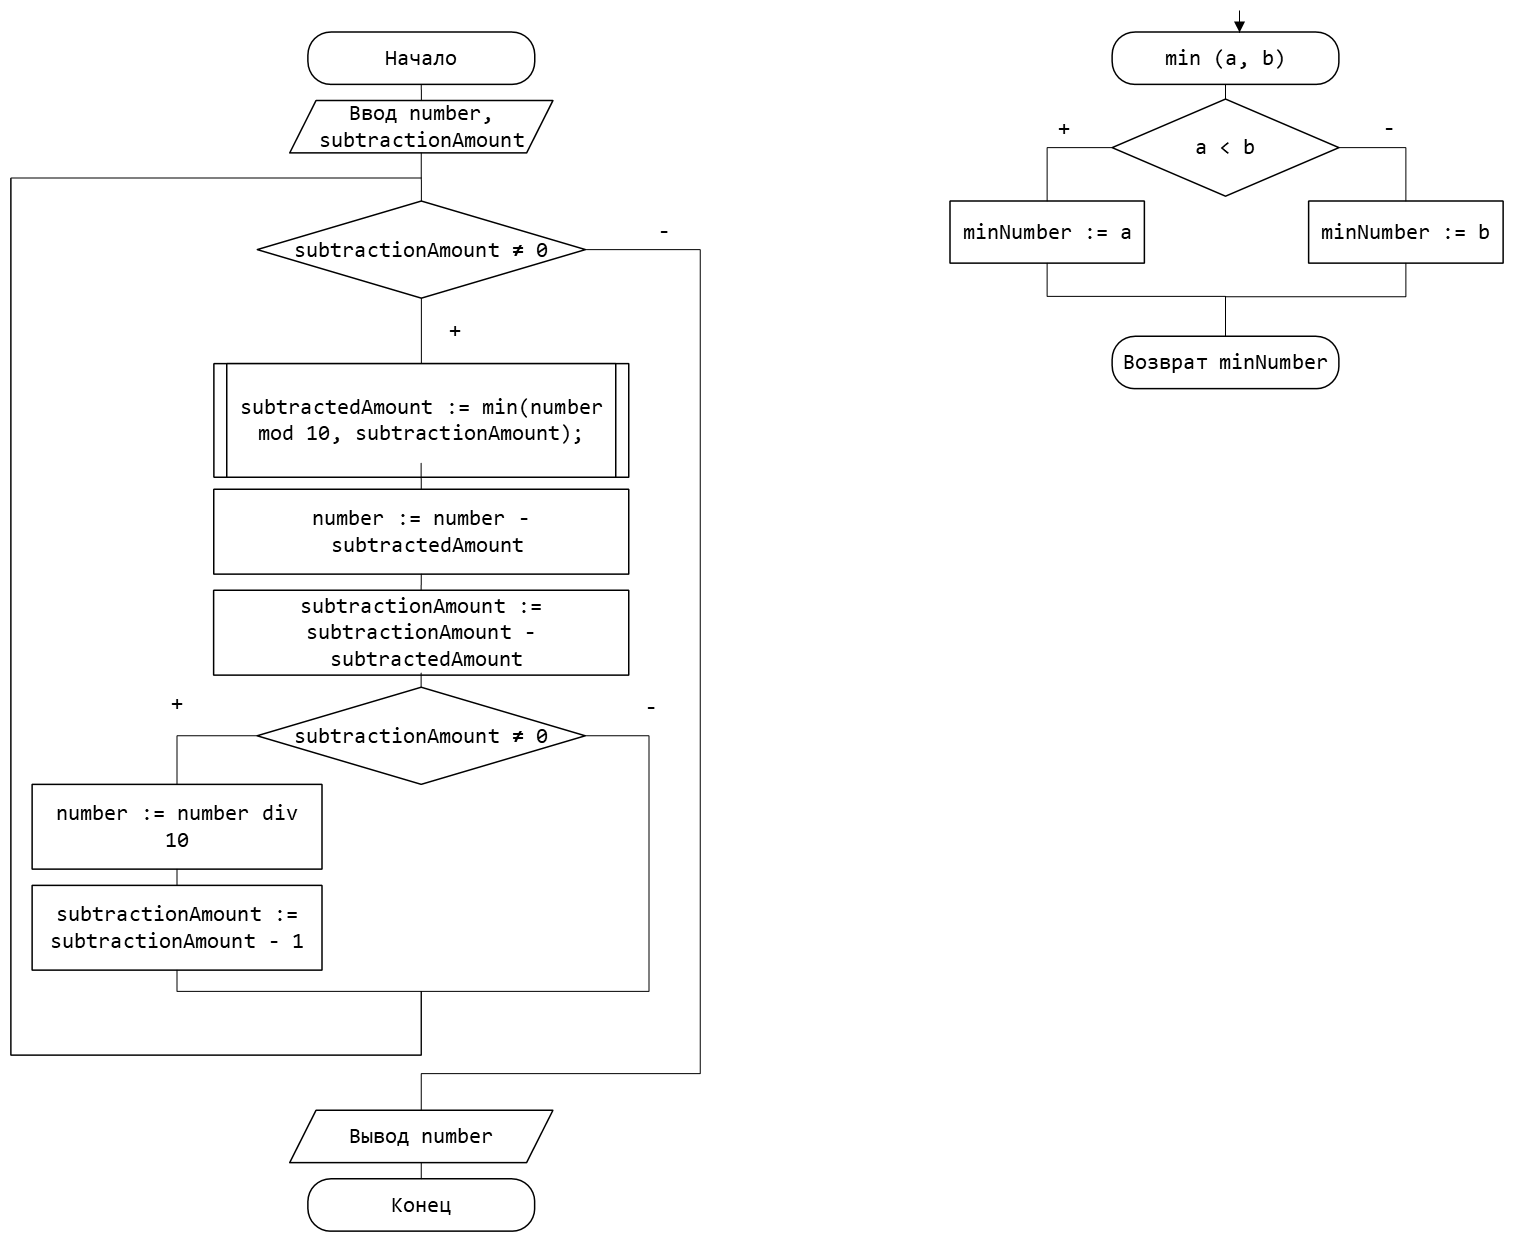 Начало
Ввод number,
subtractionAmount
subtractionAmount ≠ 0
-
+
subtractedAmount := min(number
mod 10, subtractionAmount);
number := number -
subtractedAmount
subtractionAmount :=
subtractionAmount -
subtractedAmount
+
-
subtractionAmount ≠ 0
number := number div
10
subtractionAmount :=
subtractionAmount - 1
Вывод number
Конец
min (a, b)
+
-
a < b
minNumber := a
minNumber := b
Возврат minNumber